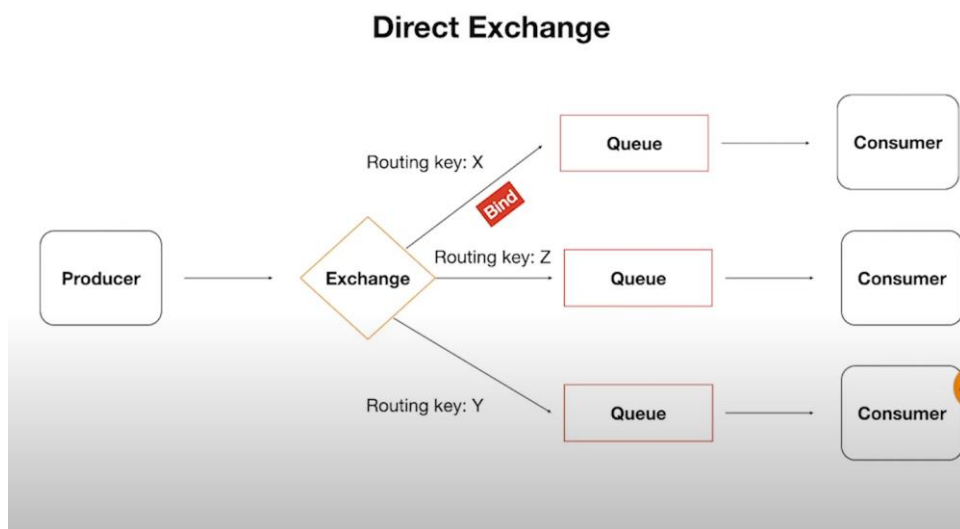 Direct Exchange
Queue
Consumer
Routing key: X
Bind
Producer
Exchange
Routing key: Z
Queue
Consumer
Routing key: Y
Queue
Consumer